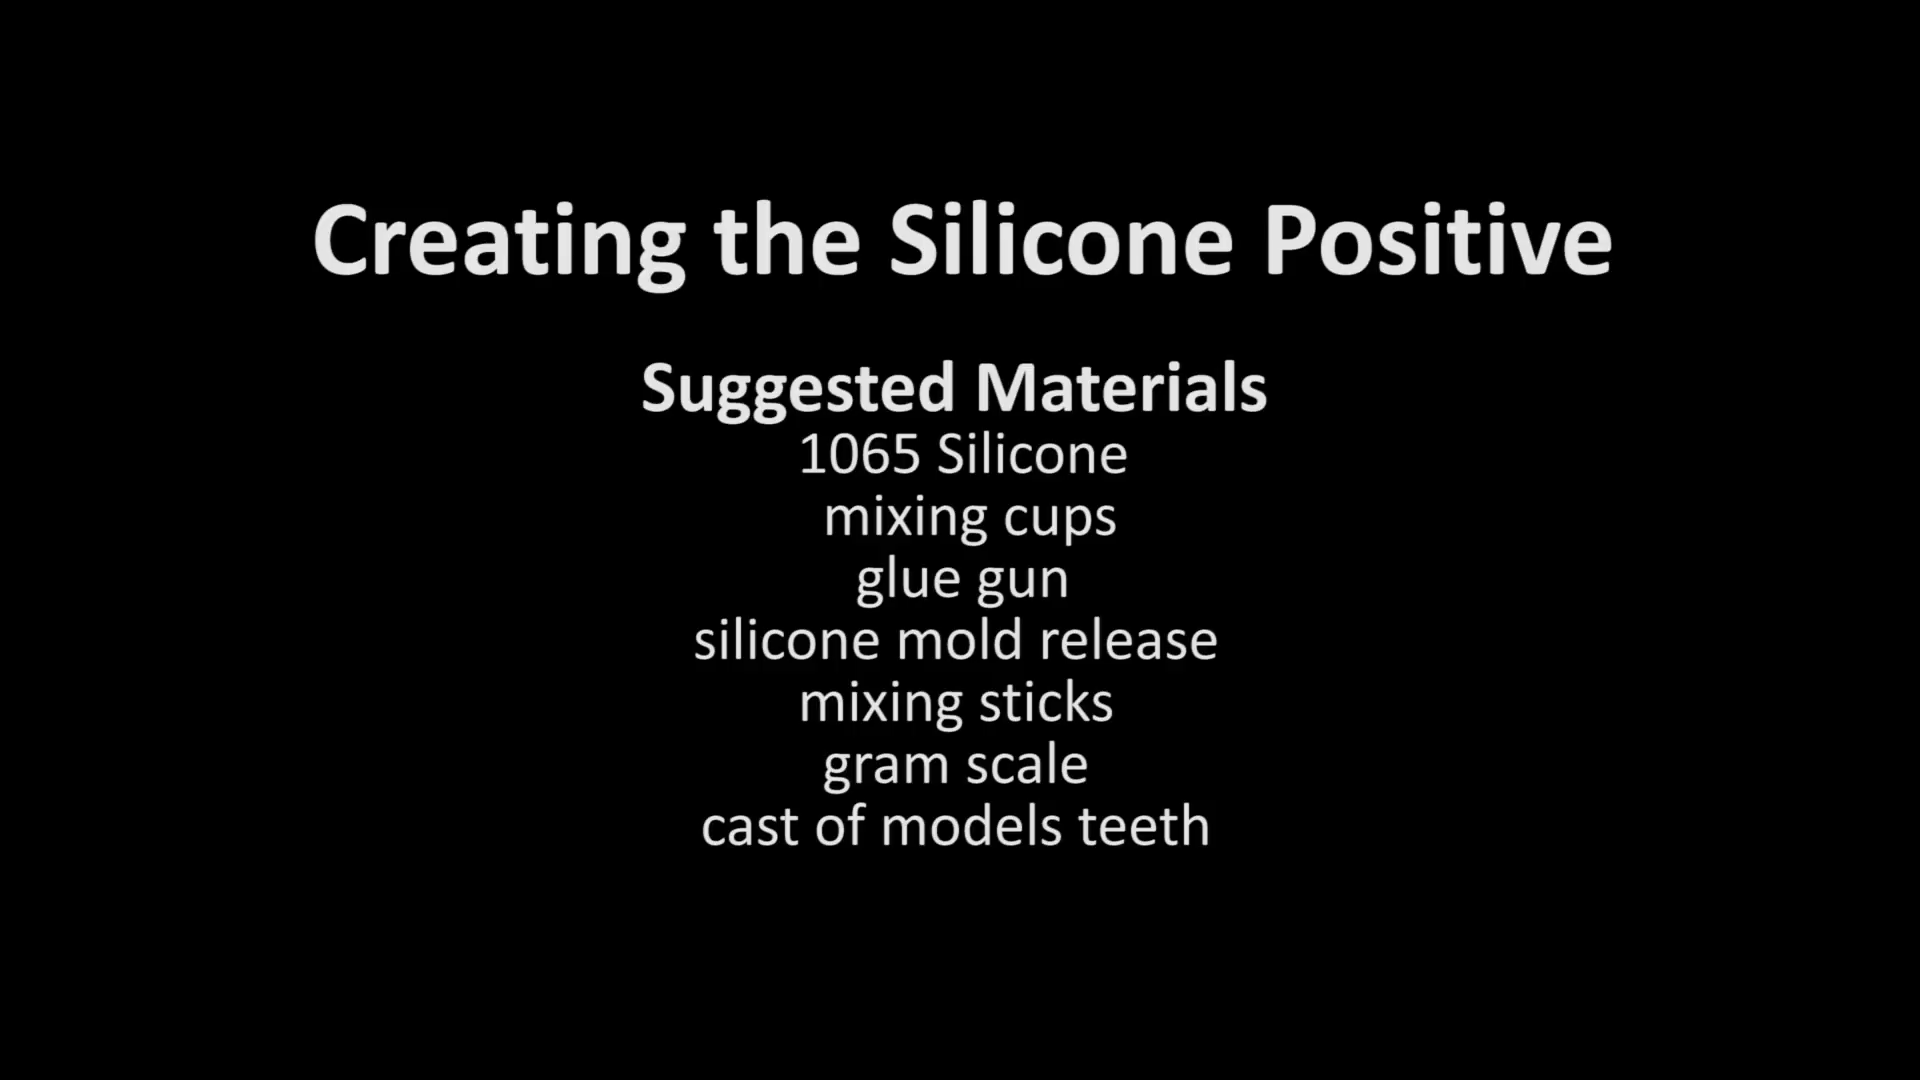 Creating the Silicone Positive
Suggested Materials
1065 Silicone
mixing cups
glue gun
silicone mold release
mixing sticks
gram scale
cast of models teeth